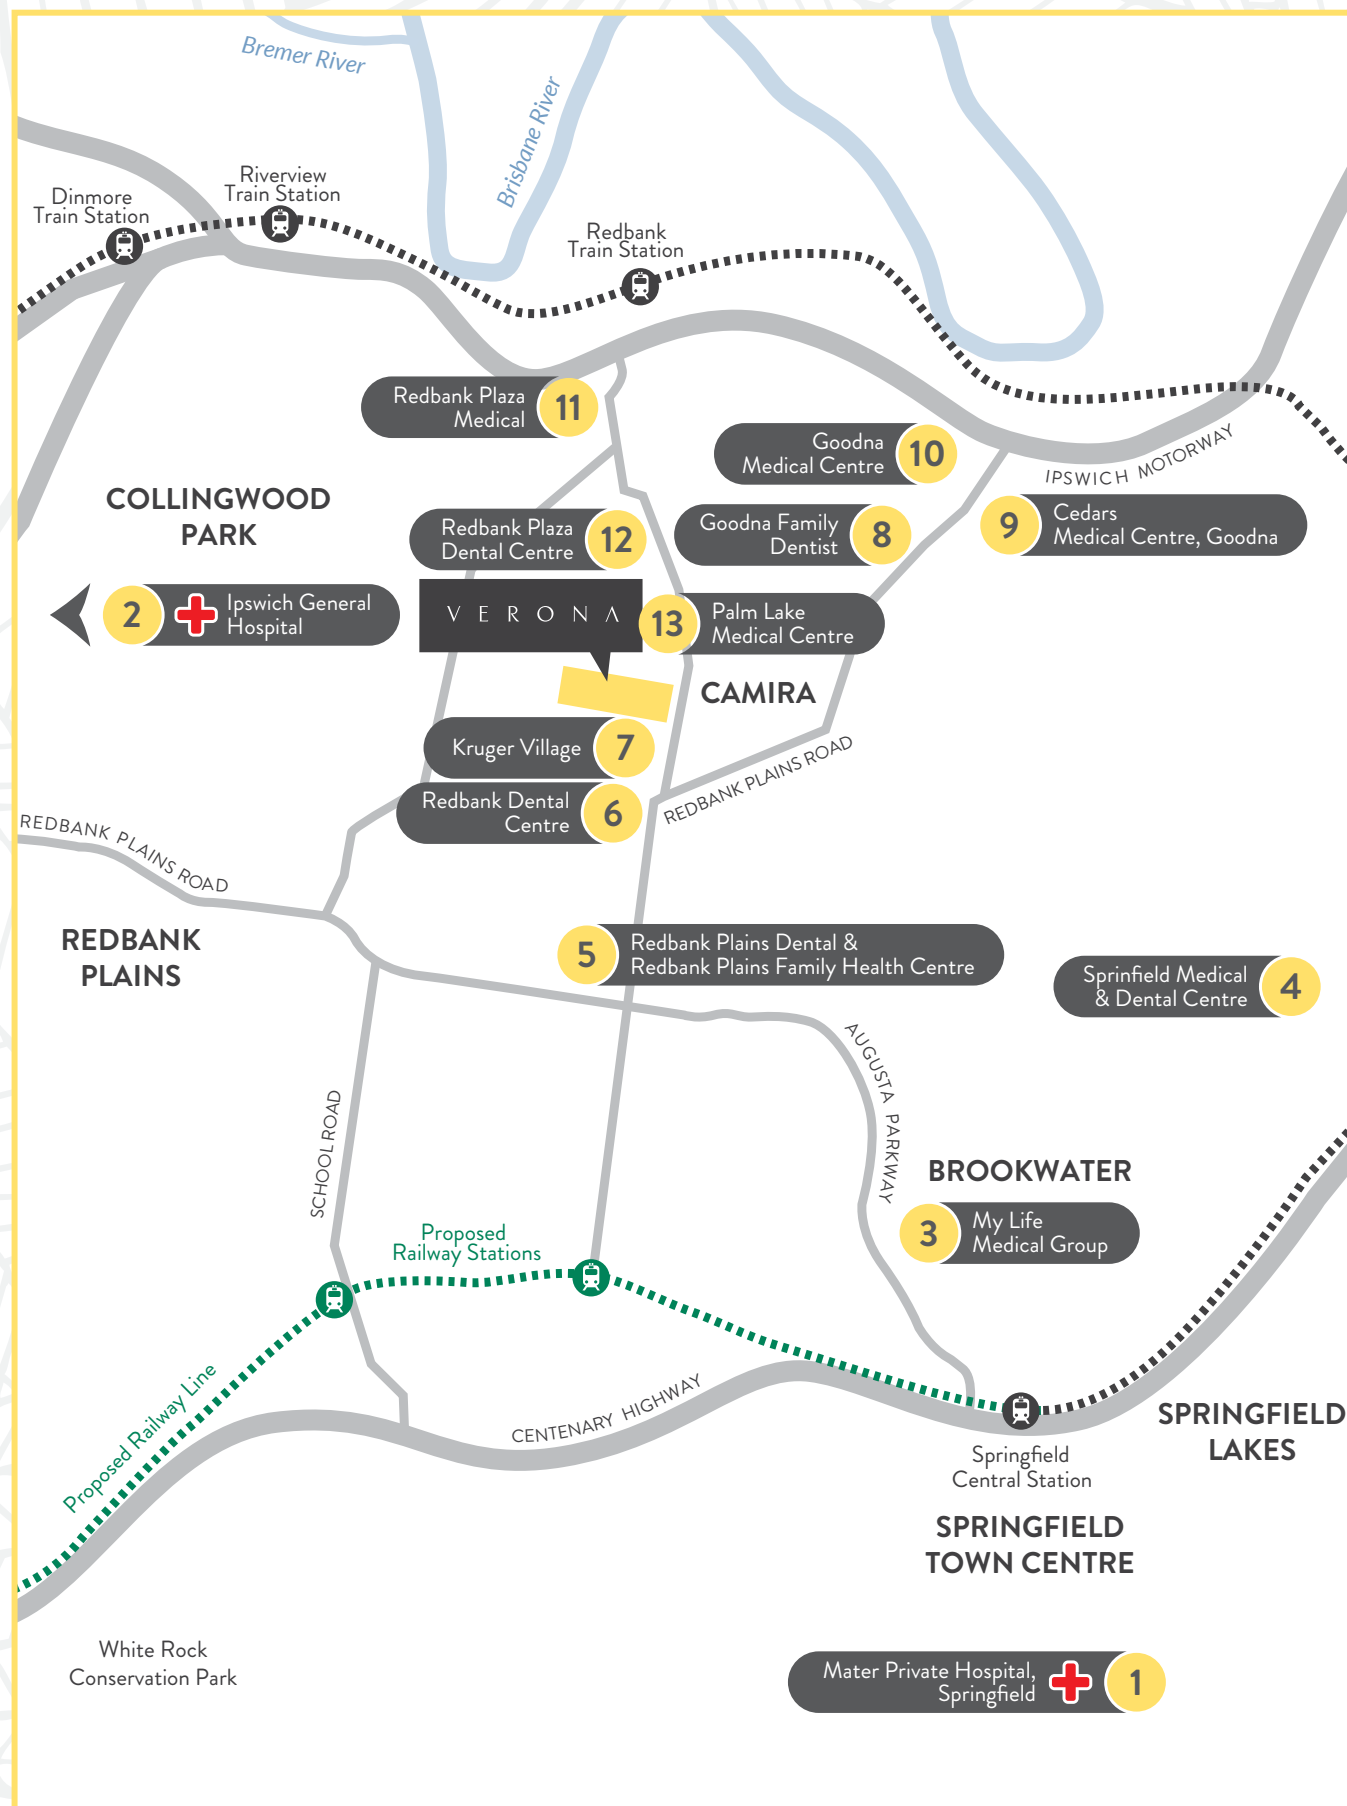 Bremer River
Brisbane River
Riverview
Train Station
Dinmore
Train Station
Redbank
Train Station
Redbank Plaza
Medical
11
Goodna
Medical Centre
10
IPSWICH MOTORWAY
COLLINGWOOD
PARK
Redbank Plaza
Dental Centre
12
Goodna Family
Dentist
8
9
Cedars
Medical Centre, Goodna
2
Ipswich General
Hospital
VERONA
13
Palm Lake
Medical Centre
CAMIRA
Kruger Village
7
REDBANK PLAINS ROAD
Redbank Dental
Centre
6
REDBANK PLAINS ROAD
REDBANK
PLAINS
5
Redbank Plains Dental &
Redbank Plains Family Health Centre
Sprinfield Medical
& Dental Centre
4
AUGUSTA PARKWAY
SCHOOL ROAD
BROOKWATER
3
My Life
Medical Group
Proposed
Railway Stations
Proposed Railway Line
CENTENARY HIGHWAY
SPRINGFIELD
LAKES
Springfield
Central Station
SPRINGFIELD
TOWN CENTRE
White Rock
Conservation Park
Mater Private Hospital,
Springfield
1